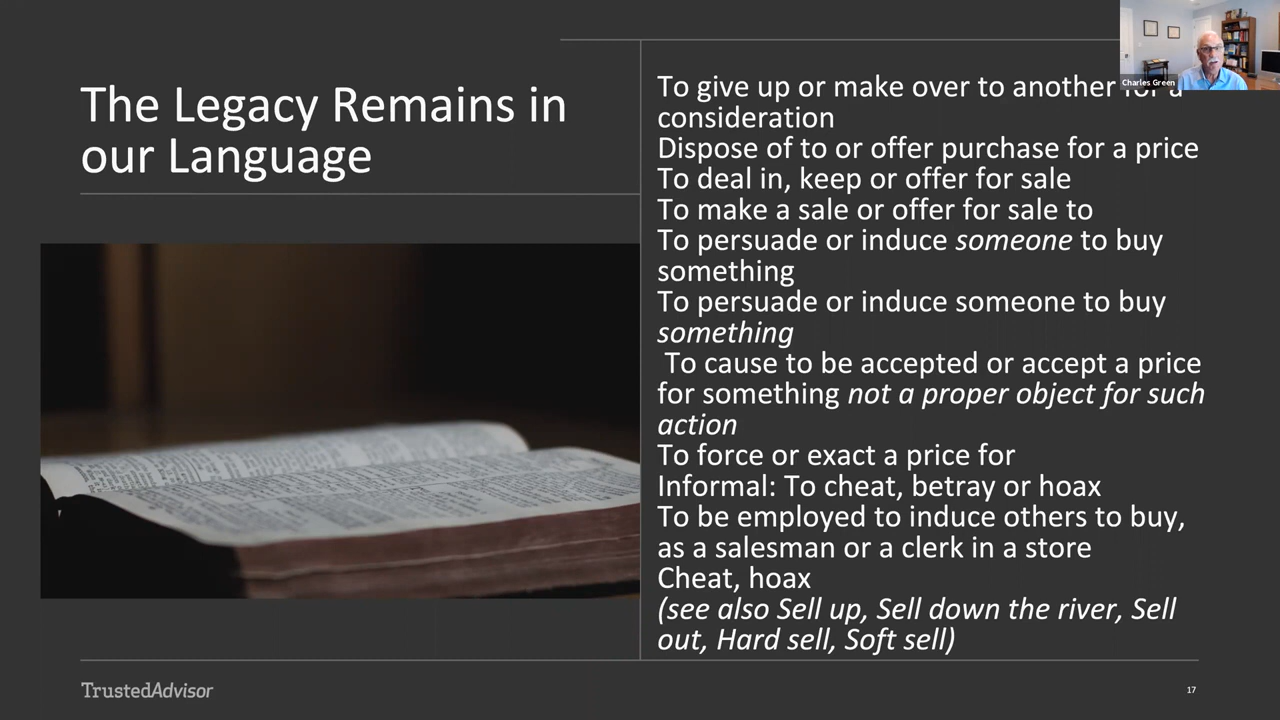 The Legacy Remains in
our Language
To give up or make over to another for a
consideration
Dispose of to or offer purchase for a price
To deal in, keep or offer for sale
To make a sale or offer for sale to
To persuade or induce someone to buy
something
To persuade or induce someone to buy
something
To cause to be accepted or accept a price
for something not a proper object for such
action
To force or exact a price for
Informal: To cheat, betray or hoax
To be employed to induce others to buy,
as a salesman or a clerk in a store
Cheat, hoax
(see also Sell up, Sell down the river, Sell
out, Hard sell, Soft sell)
Charles Green
TrustedAdvisor
17